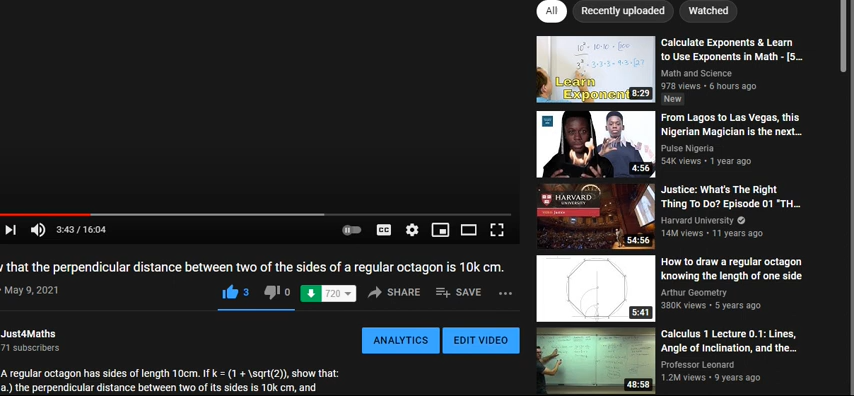 All
Recently uploaded
Watched
Calculate Exponents & Learn
to Use Exponents in Math - [5...
Math and Science
978 views • 6 hours ago
New
Learn
Exponent
8:29
From Lagos to Las Vegas, this
Nigerian Magician is the next...
Pulse Nigeria
54K views • 1 year ago
4:56
Justice: What's The Right
Thing To Do? Episode 01 "TH...
Harvard University
14M views • 11 years ago
HARVARD
UNIVERSITY
54:56
How to draw a regular octagon
knowing the length of one side
Arthur Geometry
380K views • 5 years ago
5:41
Calculus 1 Lecture 0.1: Lines,
Angle of Inclination, and the...
Professor Leonard
1.2M views • 9 years ago
48:58
3:43 / 16:04
CC
w that the perpendicular distance between two of the sides of a regular octagon is 10k cm.
• May 9, 2021
3
0
720
SHARE
SAVE
Just4Maths
71 subscribers
ANALYTICS
EDIT VIDEO
A regular octagon has sides of length 10cm. If k = (1 + \sqrt(2)), show that:
a.) the perpendicular distance between two of its sides is 10k cm, and